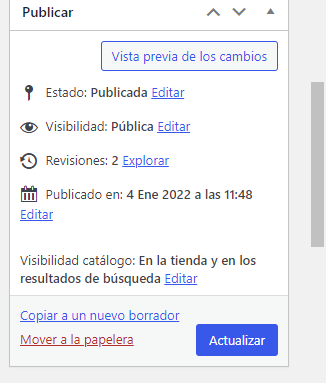 Publicar
Vista previa de los cambios
Estado: Publicada Editar
Visibilidad: Pública Editar
Revisiones: 2 Explorar
Publicado en: 4 Ene 2022 a las 11:48
Editar
Visibilidad catálogo: En la tienda y en los
resultados de búsqueda Editar
Copiar a un nuevo borrador
Mover a la papelera
Actualizar